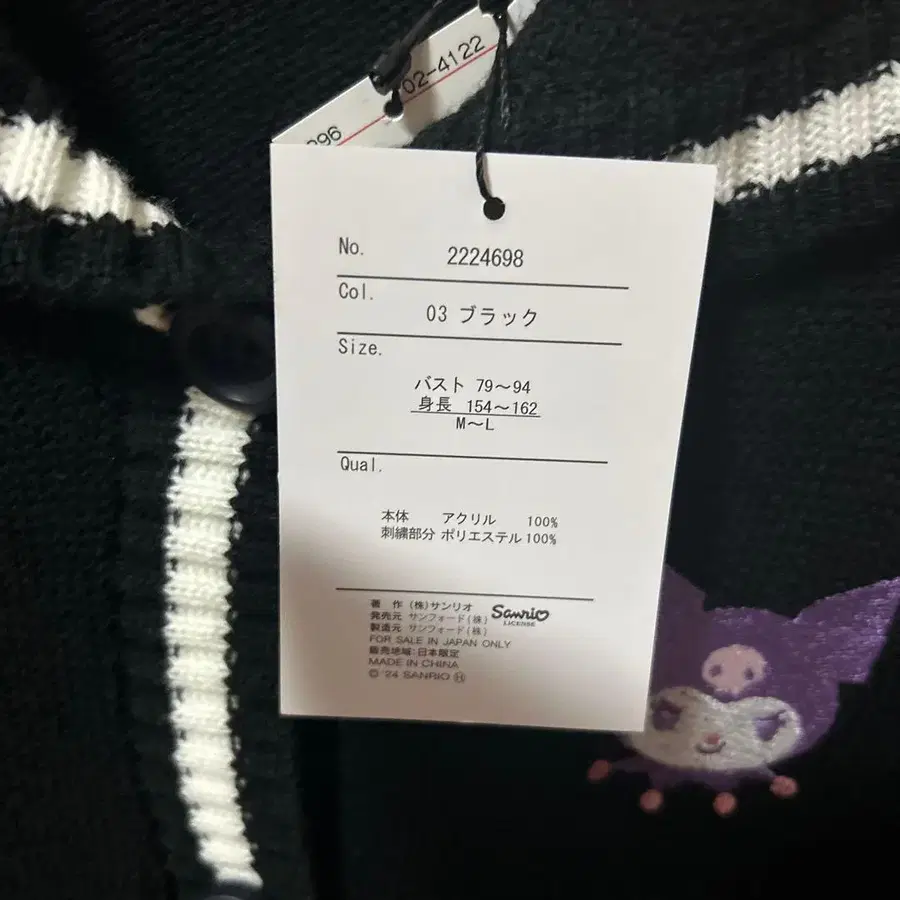 02-4122
096
No. 2224698
Col. 03 ブラック
Size.
バスト 79～94
身長 154～162
M～L
Qual.
本体 アクリル 100%
刺繍部分 ポリエステル 100%
著 作 (株)サンリオ
発売元 サンフォード(株)
製造元 サンフォード(株)
Sanrio
LICENSE
FOR SALE IN JAPAN ONLY
販売地域:日本限定
MADE IN CHINA
© '24 SANRIO Ⓗ